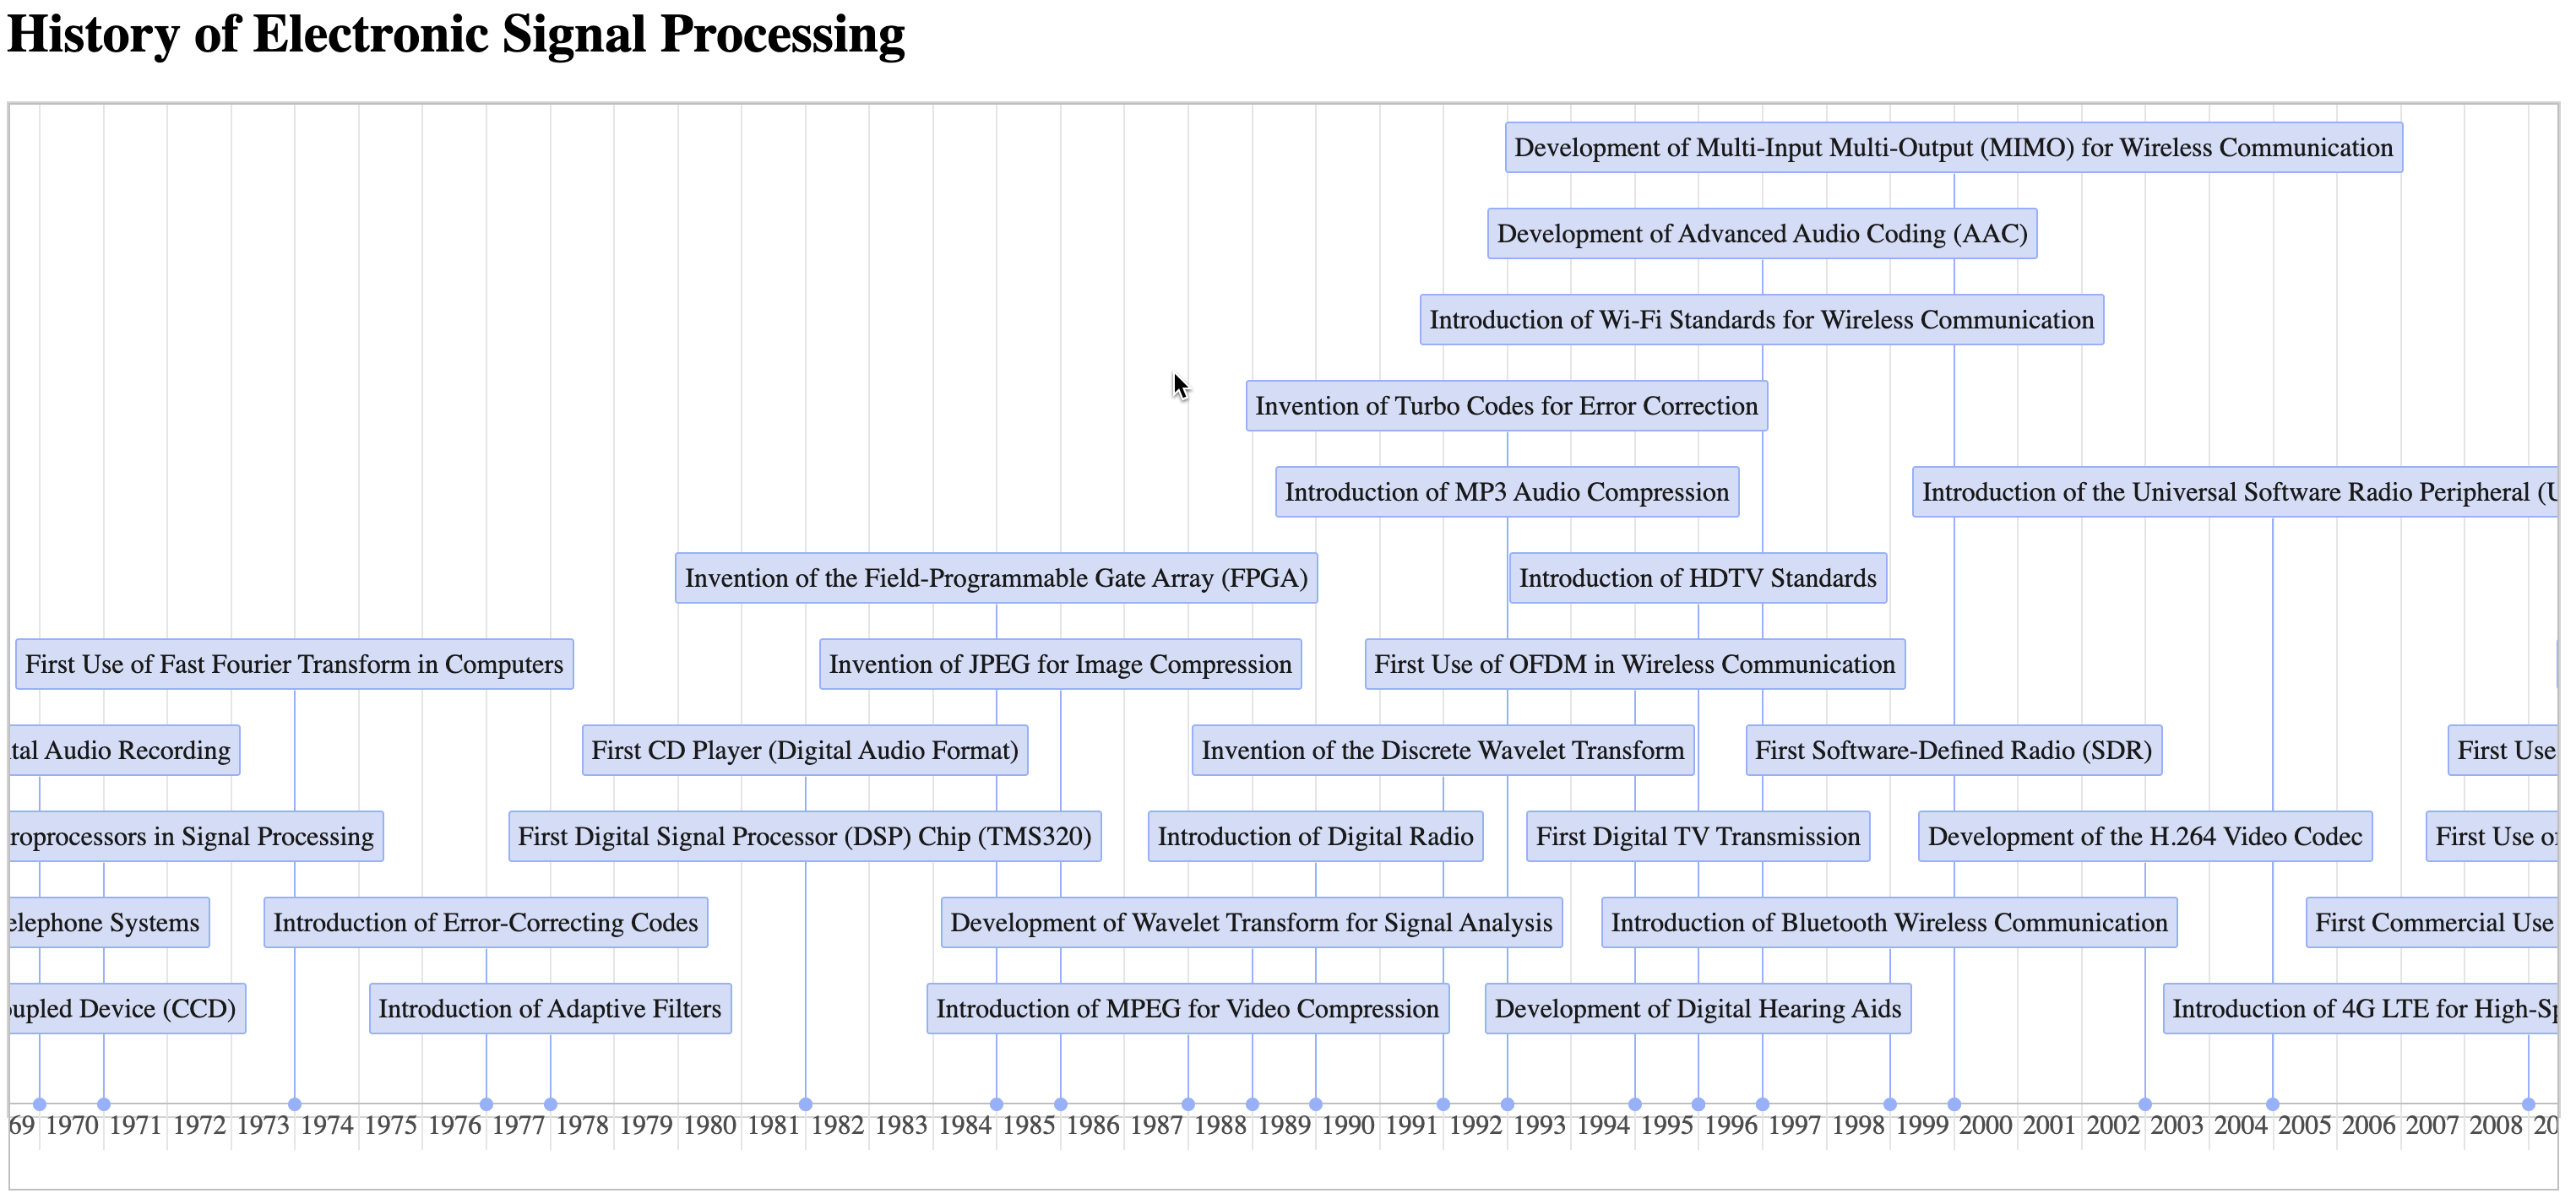 History of Electronic Signal Processing
Development of Multi-Input Multi-Output (MIMO) for Wireless Communication
Development of Advanced Audio Coding (AAC)
Introduction of Wi-Fi Standards for Wireless Communication
Invention of Turbo Codes for Error Correction
Introduction of MP3 Audio Compression Introduction of the Universal Software Radio Peripheral
Invention of the Field-Programmable Gate Array (FPGA) Introduction of HDTV Standards
First Use of Fast Fourier Transform in Computers Invention of JPEG for Image Compression First Use of OFDM in Wireless Communication
Audio Recording First CD Player (Digital Audio Format) Invention of the Discrete Wavelet Transform First Software-Defined Radio (SDR) First Use
in Signal Processing First Digital Signal Processor (DSP) Chip (TMS320) Introduction of Digital Radio First Digital TV Transmission Development of the H.264 Video Codec First Use
Systems Introduction of Error-Correcting Codes Development of Wavelet Transform for Signal Analysis Introduction of Bluetooth Wireless Communication First Commercial Use
Device (CCD) Introduction of Adaptive Filters Introduction of MPEG for Video Compression Development of Digital Hearing Aids Introduction of 4G LTE for
69 1970 1971 1972 1973 1974 1975 1976 1977 1978 1979 1980 1981 1982 1983 1984 1985 1986 1987 1988 1989 1990 1991 1992 1993 1994 1995 1996 1997 1998 1999 2000 2001 2002 2003 2004 2005 2006 2007 2008 20